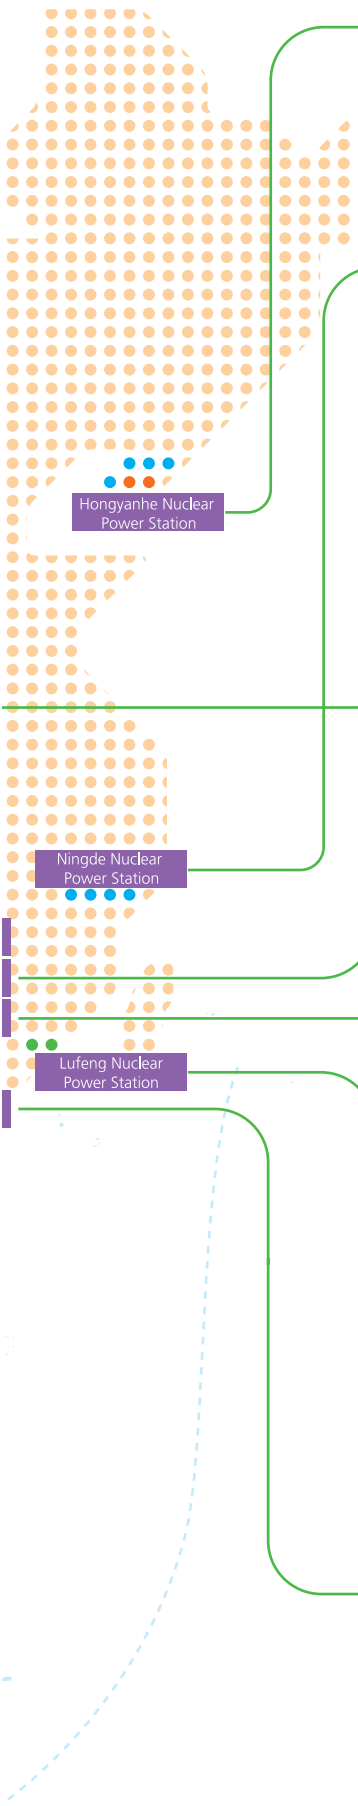 Hongyanhe Nuclear
Power Station
Ningde Nuclear
Power Station
Lufeng Nuclear
Power Station